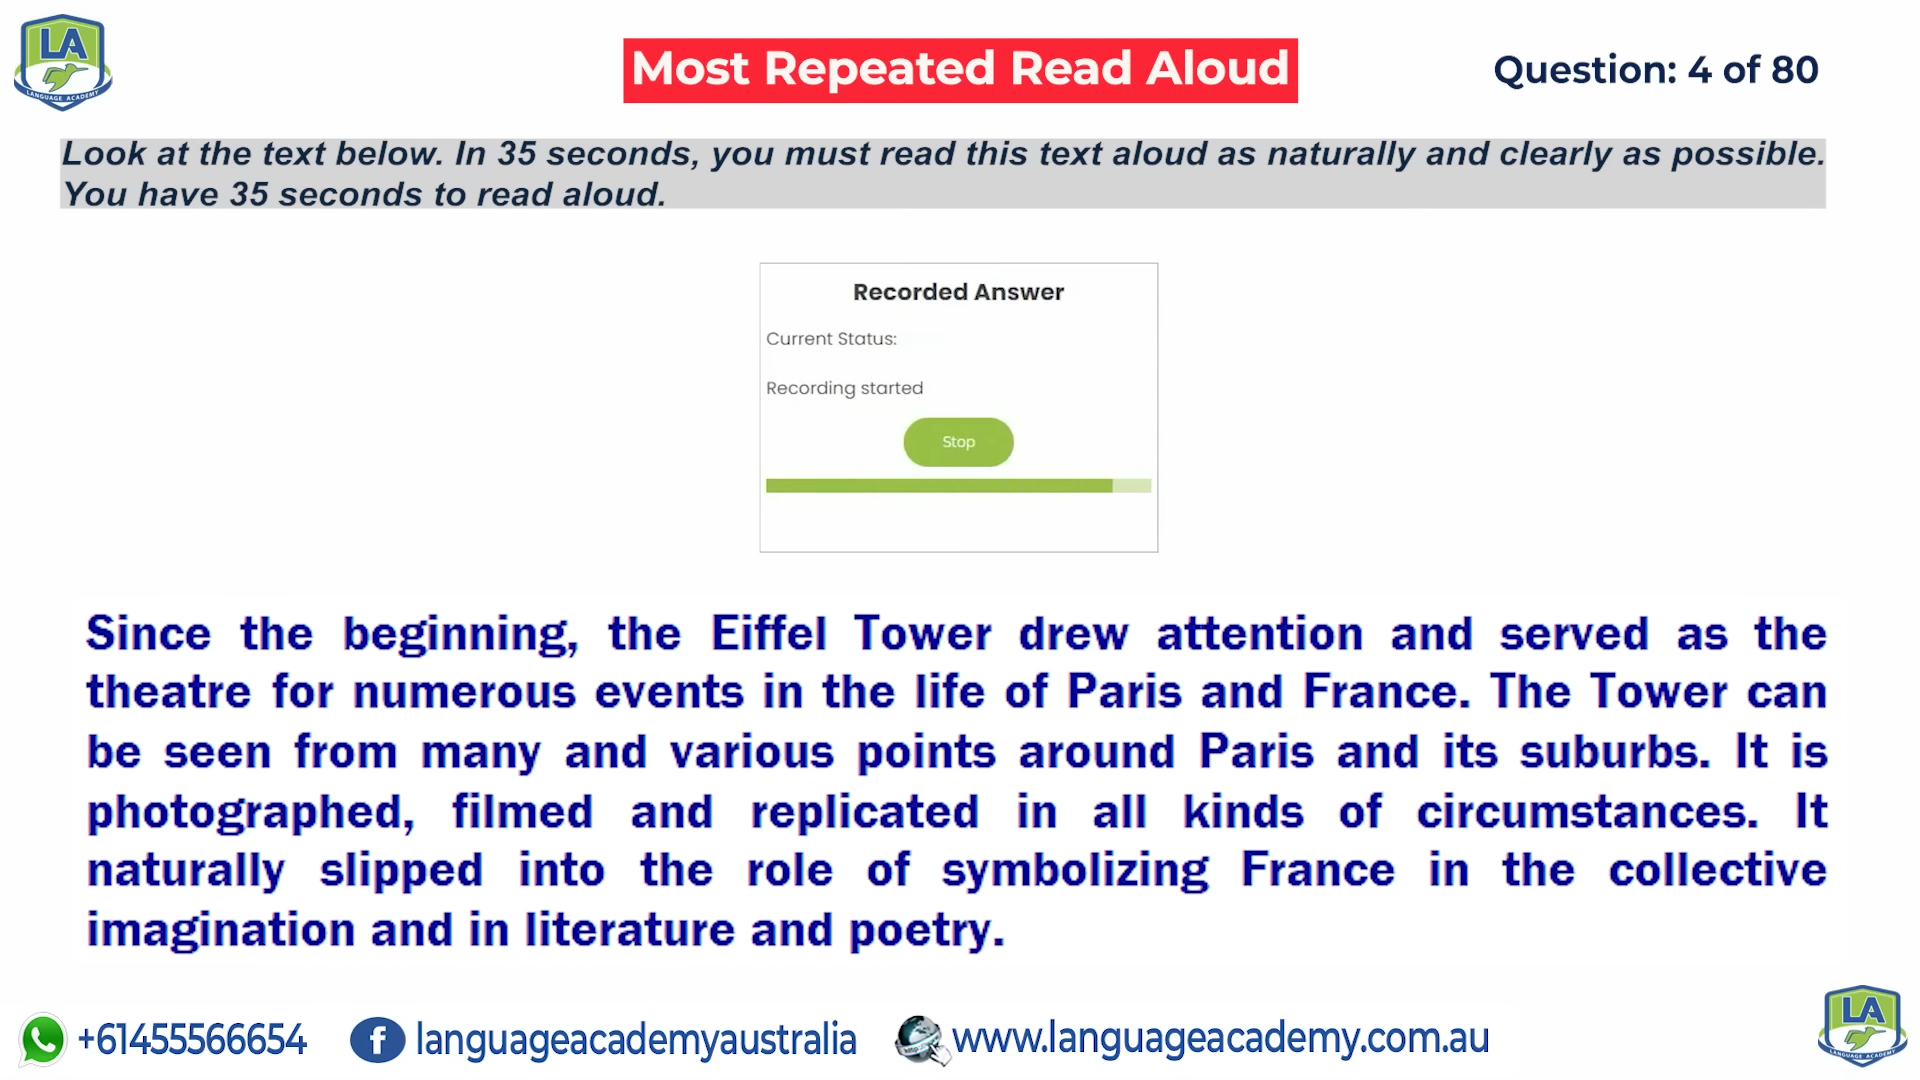 LA
LANGUAGE ACADEMY
Most Repeated Read Aloud
Question: 4 of 80
Look at the text below. In 35 seconds, you must read this text aloud as naturally and clearly as possible.
You have 35 seconds to read aloud.
Recorded Answer
Current Status:
Recording started
Stop
Since the beginning, the Eiffel Tower drew attention and served as the
theatre for numerous events in the life of Paris and France. The Tower can
be seen from many and various points around Paris and its suburbs. It is
photographed, filmed and replicated in all kinds of circumstances. It
naturally slipped into the role of symbolizing France in the collective
imagination and in literature and poetry.
+61455566654
f
languageacademyaustralia
http
www.languageacademy.com.au
LA
LANGUAGE ACADEMY